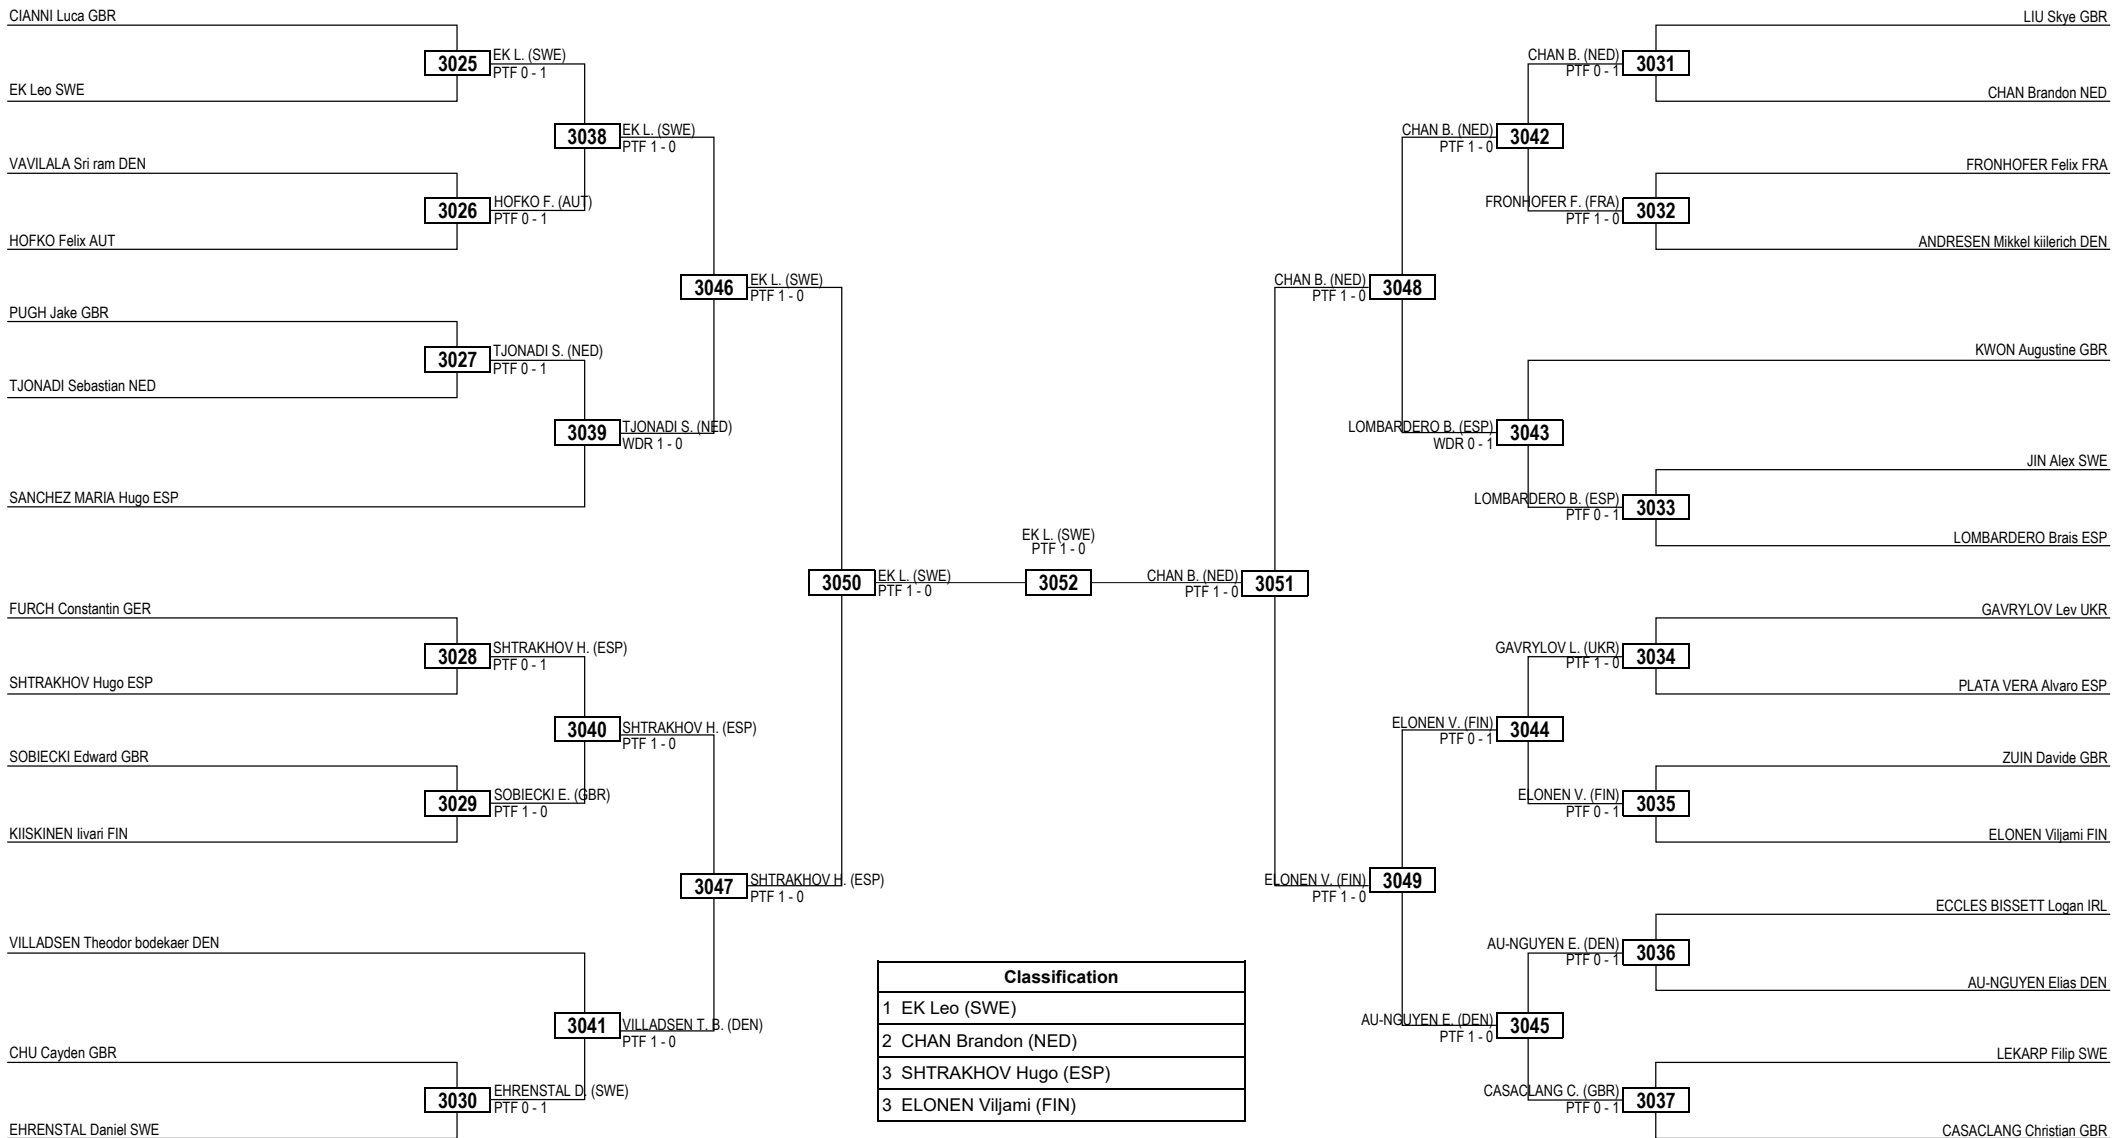 CIANNI Luca GBR
3025
EK L. (SWE)
PTF 0 - 1
EK Leo SWE
3038
EK L. (SWE)
PTF 1 - 0
VAVILALA Sri ram DEN
3026
HOFKO F. (AUT)
PTF 0 - 1
HOFKO Felix AUT
3046
EK L. (SWE)
PTF 1 - 0
PUGH Jake GBR
3027
TJONADI S. (NED)
PTF 0 - 1
TJONADI Sebastian NED
3039
TJONADI S. (NED)
WDR 1 - 0
SANCHEZ MARIA Hugo ESP
3050
EK L. (SWE)
PTF 1 - 0
FURCH Constantin GER
3028
SHTRAKHOV H. (ESP)
PTF 0 - 1
SHTRAKHOV Hugo ESP
3040
SHTRAKHOV H. (ESP)
PTF 1 - 0
SOBIECKI Edward GBR
3029
SOBIECKI E. (GBR)
PTF 1 - 0
KIISKINEN Iivari FIN
3047
SHTRAKHOV H. (ESP)
PTF 1 - 0
VILLADSEN Theodor bodekaer DEN
3041
VILLADSEN T. B. (DEN)
PTF 1 - 0
CHU Cayden GBR
3030
EHRENSTAL D. (SWE)
PTF 0 - 1
EHRENSTAL Daniel SWE
EK L. (SWE)
PTF 1 - 0
3052
LIU Skye GBR
CHAN B. (NED)
PTF 0 - 1
3031
CHAN Brandon NED
CHAN B. (NED)
PTF 1 - 0
3042
FRONHOFER Felix FRA
FRONHOFER F. (FRA)
PTF 1 - 0
3032
ANDRESEN Mikkel kiilerich DEN
CHAN B. (NED)
PTF 1 - 0
3048
KWON Augustine GBR
LOMBARDERO B. (ESP)
WDR 0 - 1
3043
JIN Alex SWE
LOMBARDERO B. (ESP)
PTF 0 - 1
3033
LOMBARDERO Brais ESP
CHAN B. (NED)
PTF 1 - 0
3051
GAVRYLOV Lev UKR
GAVRYLOV L. (UKR)
PTF 1 - 0
3034
PLATA VERA Alvaro ESP
ELONEN V. (FIN)
PTF 0 - 1
3044
ZUIN Davide GBR
ELONEN V. (FIN)
PTF 0 - 1
3035
ELONEN Viljami FIN
ELONEN V. (FIN)
PTF 1 - 0
3049
ECCLES BISSETT Logan IRL
AU-NGUYEN E. (DEN)
PTF 0 - 1
3036
AU-NGUYEN Elias DEN
AU-NGUYEN E. (DEN)
PTF 1 - 0
3045
LEKARP Filip SWE
CASACLANG C. (GBR)
PTF 0 - 1
3037
CASACLANG Christian GBR
Classification
1 EK Leo (SWE)
2 CHAN Brandon (NED)
3 SHTRAKHOV Hugo (ESP)
3 ELONEN Viljami (FIN)